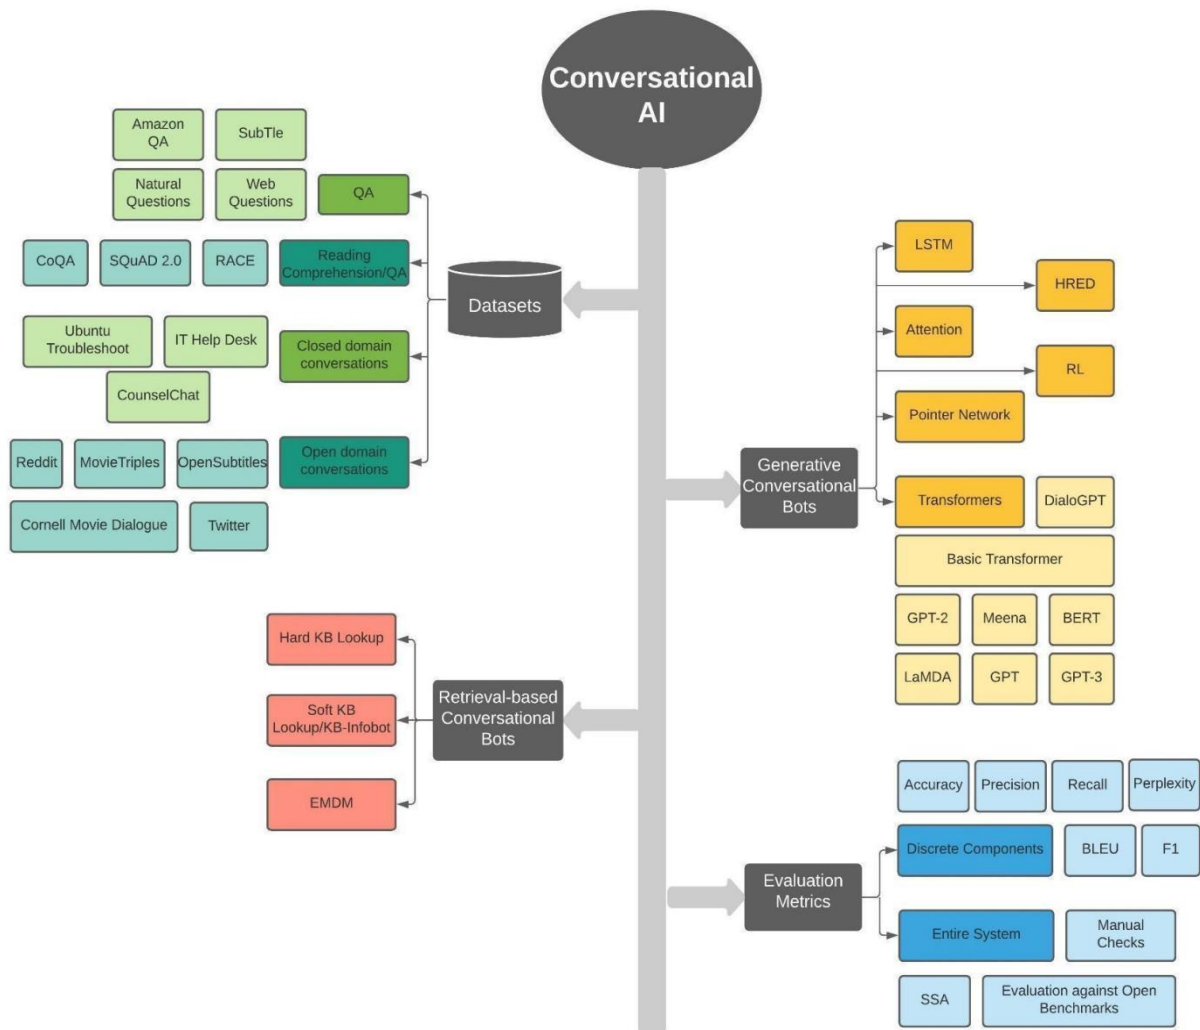 Conversational
AI
Amazon
QA
SubTle
Natural
Questions
Web
Questions
QA
CoQA
SQuAD 2.0
RACE
Reading
Comprehension/QA
Datasets
Ubuntu
Troubleshoot
IT Help Desk
CounselChat
Closed domain
conversations
Reddit
MovieTriples
OpenSubtitles
Open domain
conversations
Cornell Movie Dialogue
Twitter
LSTM
HRED
Attention
RL
Pointer Network
Generative
Conversational
Bots
Transformers
DialoGPT
Basic Transformer
GPT-2
Meena
BERT
LaMDA
GPT
GPT-3
Hard KB Lookup
Soft KB
Lookup/KB-Infobot
EMDM
Retrieval-based
Conversational
Bots
Accuracy
Precision
Recall
Perplexity
Discrete Components
BLEU
F1
Evaluation
Metrics
Entire System
Manual
Checks
SSA
Evaluation against Open
Benchmarks